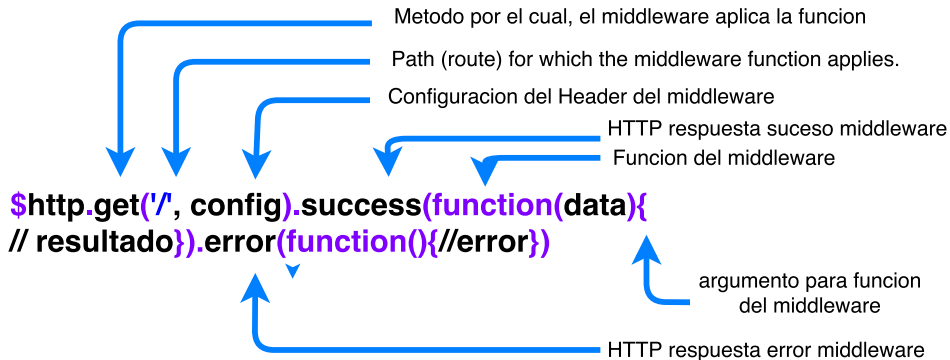 Metodo por el cual, el middleware aplica la funcion
Path (route) for which the middleware function applies.
Configuracion del Header del middleware
HTTP respuesta suceso middleware
Funcion del middleware
$http.get('/', config).success(function(data){
// resultado}).error(function(){//error})
argumento para funcion
del middleware
HTTP respuesta error middleware